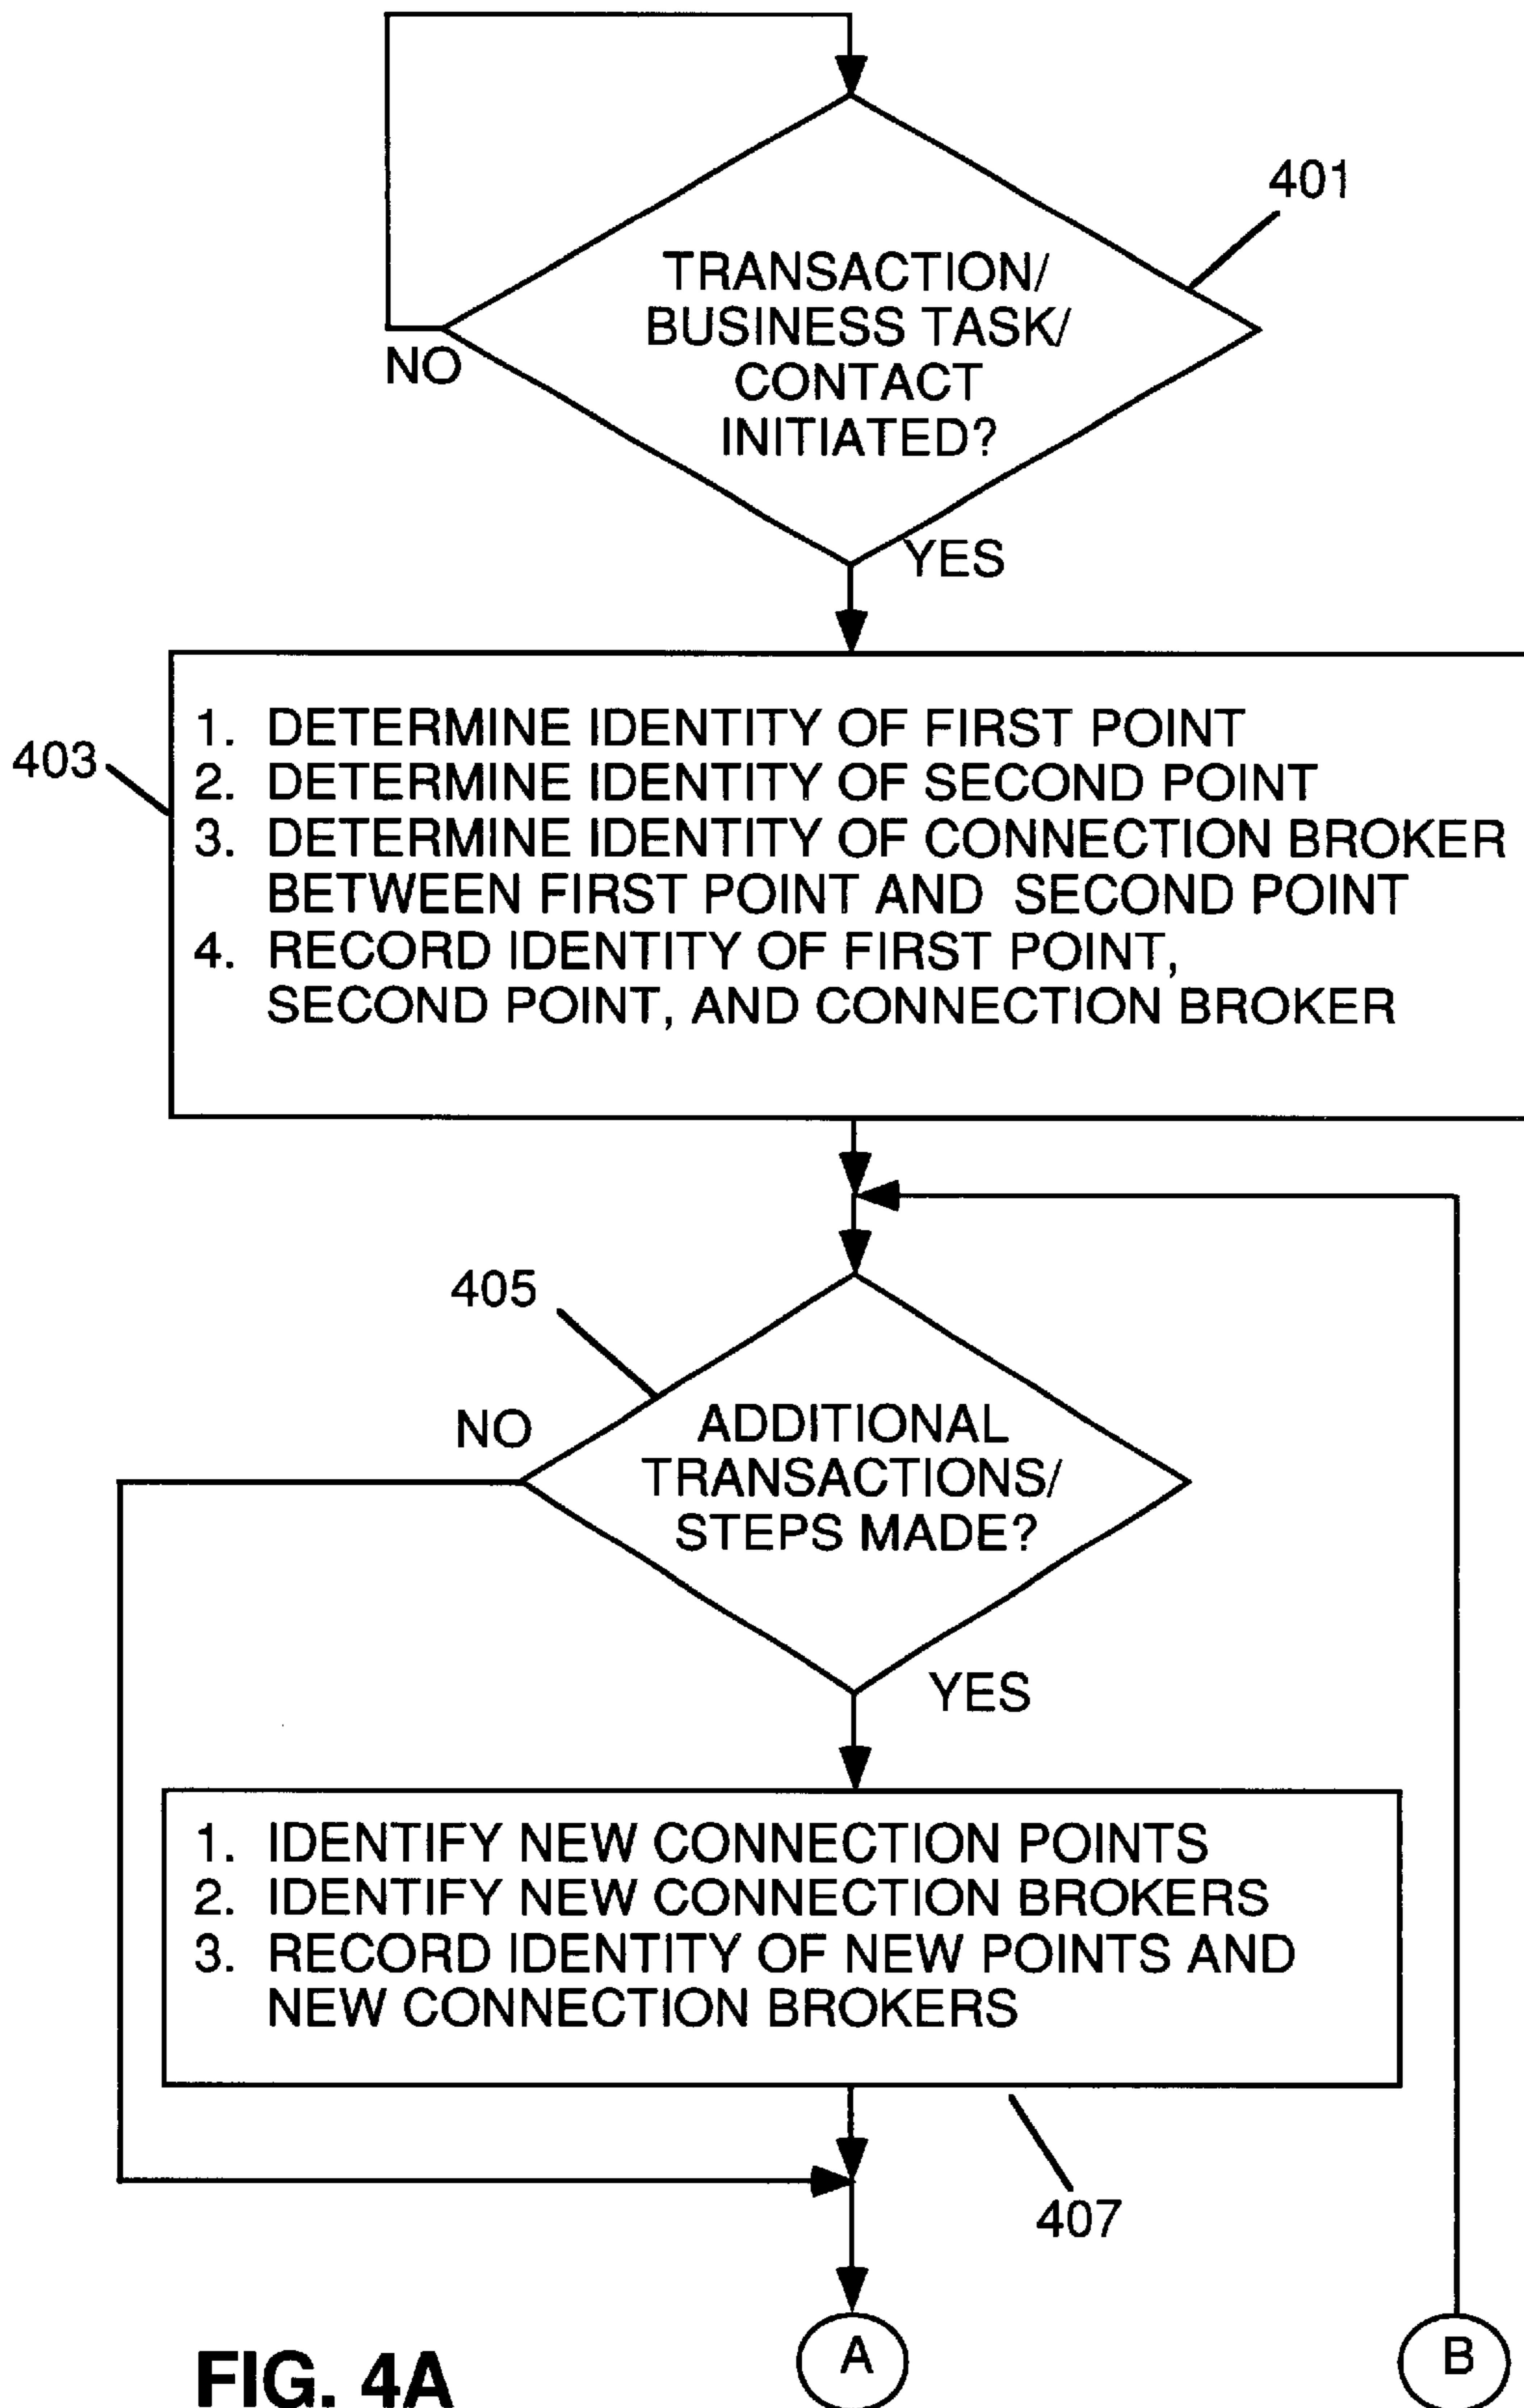 401
TRANSACTION/
BUSINESS TASK/
CONTACT
INITIATED?
NO
YES
403
1. DETERMINE IDENTITY OF FIRST POINT
2. DETERMINE IDENTITY OF SECOND POINT
3. DETERMINE IDENTITY OF CONNECTION BROKER
BETWEEN FIRST POINT AND SECOND POINT
4. RECORD IDENTITY OF FIRST POINT,
SECOND POINT, AND CONNECTION BROKER
405
NO
ADDITIONAL
TRANSACTIONS/
STEPS MADE?
YES
1. IDENTIFY NEW CONNECTION POINTS
2. IDENTIFY NEW CONNECTION BROKERS
3. RECORD IDENTITY OF NEW POINTS AND
NEW CONNECTION BROKERS
407
A
B
FIG. 4A